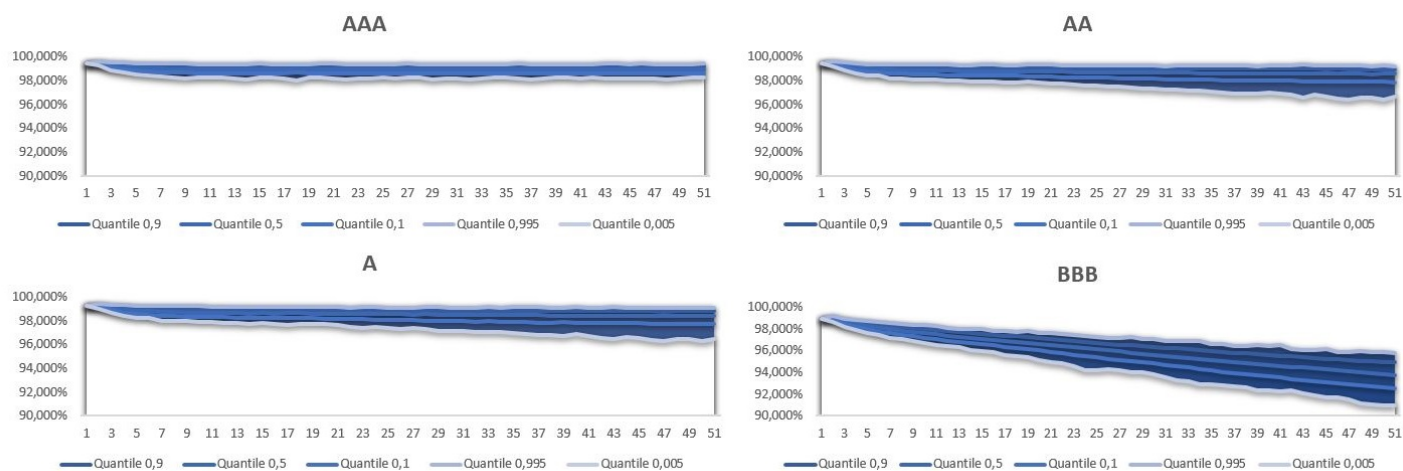 AAA
100,000%
98,000%
96,000%
94,000%
92,000%
90,000%
1 3 5 7 9 11 13 15 17 19 21 23 25 27 29 31 33 35 37 39 41 43 45 47 49 51
Quantile 0,9 Quantile 0,5 Quantile 0,1 Quantile 0,995 Quantile 0,005
AA
100,000%
98,000%
96,000%
94,000%
92,000%
90,000%
1 3 5 7 9 11 13 15 17 19 21 23 25 27 29 31 33 35 37 39 41 43 45 47 49 51
Quantile 0,9 Quantile 0,5 Quantile 0,1 Quantile 0,995 Quantile 0,005
A
100,000%
98,000%
96,000%
94,000%
92,000%
90,000%
1 3 5 7 9 11 13 15 17 19 21 23 25 27 29 31 33 35 37 39 41 43 45 47 49 51
Quantile 0,9 Quantile 0,5 Quantile 0,1 Quantile 0,995 Quantile 0,005
BBB
100,000%
98,000%
96,000%
94,000%
92,000%
90,000%
1 3 5 7 9 11 13 15 17 19 21 23 25 27 29 31 33 35 37 39 41 43 45 47 49 51
Quantile 0,9 Quantile 0,5 Quantile 0,1 Quantile 0,995 Quantile 0,005